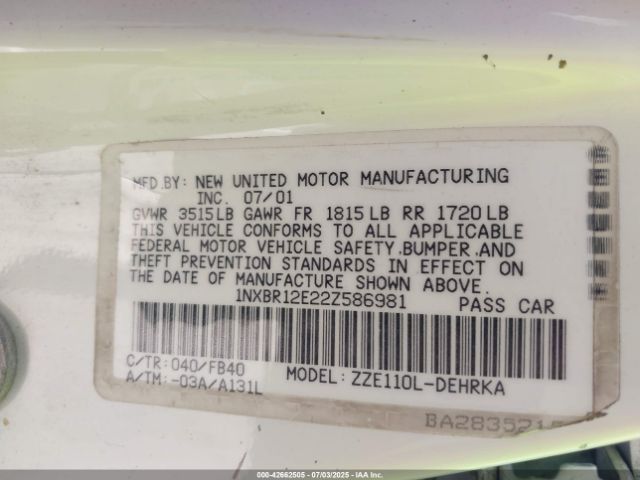 MFD.BY: NEW UNITED MOTOR MANUFACTURING
INC. 07/01
GVWR 3515LB GAWR FR 1815LB RR 1720LB
THIS VEHICLE CONFORMS TO ALL APPLICABLE
FEDERAL MOTOR VEHICLE SAFETY,BUMPER,AND
THEFT PREVENTION STANDARDS IN EFFECT ON
THE DATE OF MANUFACTURE SHOWN ABOVE.
1NXBR12E22Z586981 PASS CAR
C/TR: 040/FB40
A/TM: -03A/A131L MODEL: ZZE110L-DEHRKA
000-42662505 - 07/03/2025 - IAAI.COM